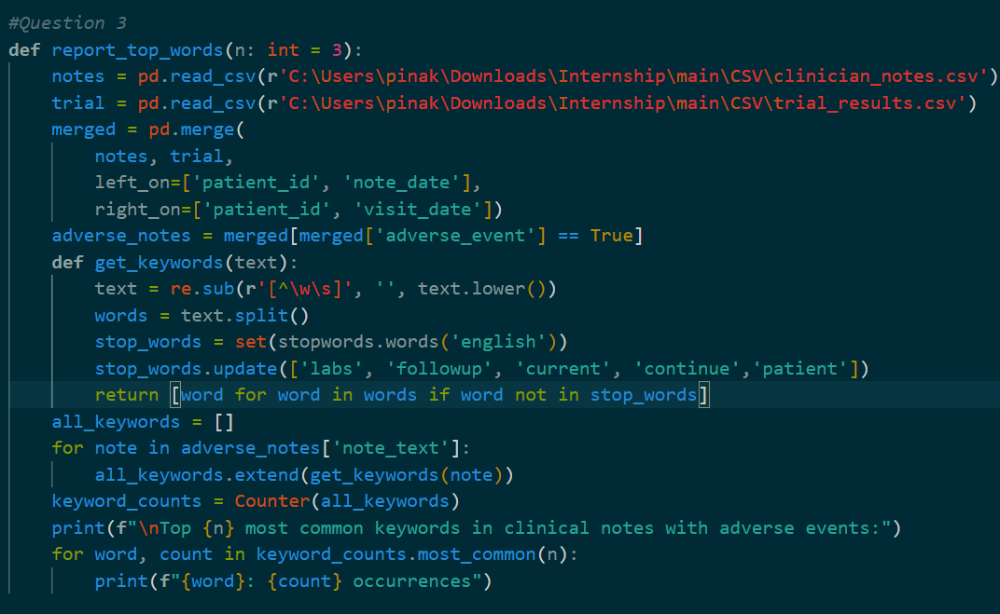 #Question 3
def report_top_words(n: int = 3):
    notes = pd.read_csv(r'C:\Users\pinak\Downloads\Internship\main\CSV\clinician_notes.csv')
    trial = pd.read_csv(r'C:\Users\pinak\Downloads\Internship\main\CSV\trial_results.csv')
    merged = pd.merge(
        notes, trial,
        left_on=['patient_id', 'note_date'],
        right_on=['patient_id', 'visit_date'])
    adverse_notes = merged[merged['adverse_event'] == True]
    def get_keywords(text):
        text = re.sub(r'[^\w\s]', '', text.lower())
        words = text.split()
        stop_words = set(stopwords.words('english'))
        stop_words.update(['labs', 'followup', 'current', 'continue','patient'])
        return [word for word in words if word not in stop_words]
    all_keywords = []
    for note in adverse_notes['note_text']:
        all_keywords.extend(get_keywords(note))
    keyword_counts = Counter(all_keywords)
    print(f"\nTop {n} most common keywords in clinical notes with adverse events:")
    for word, count in keyword_counts.most_common(n):
        print(f"{word}: {count} occurrences")